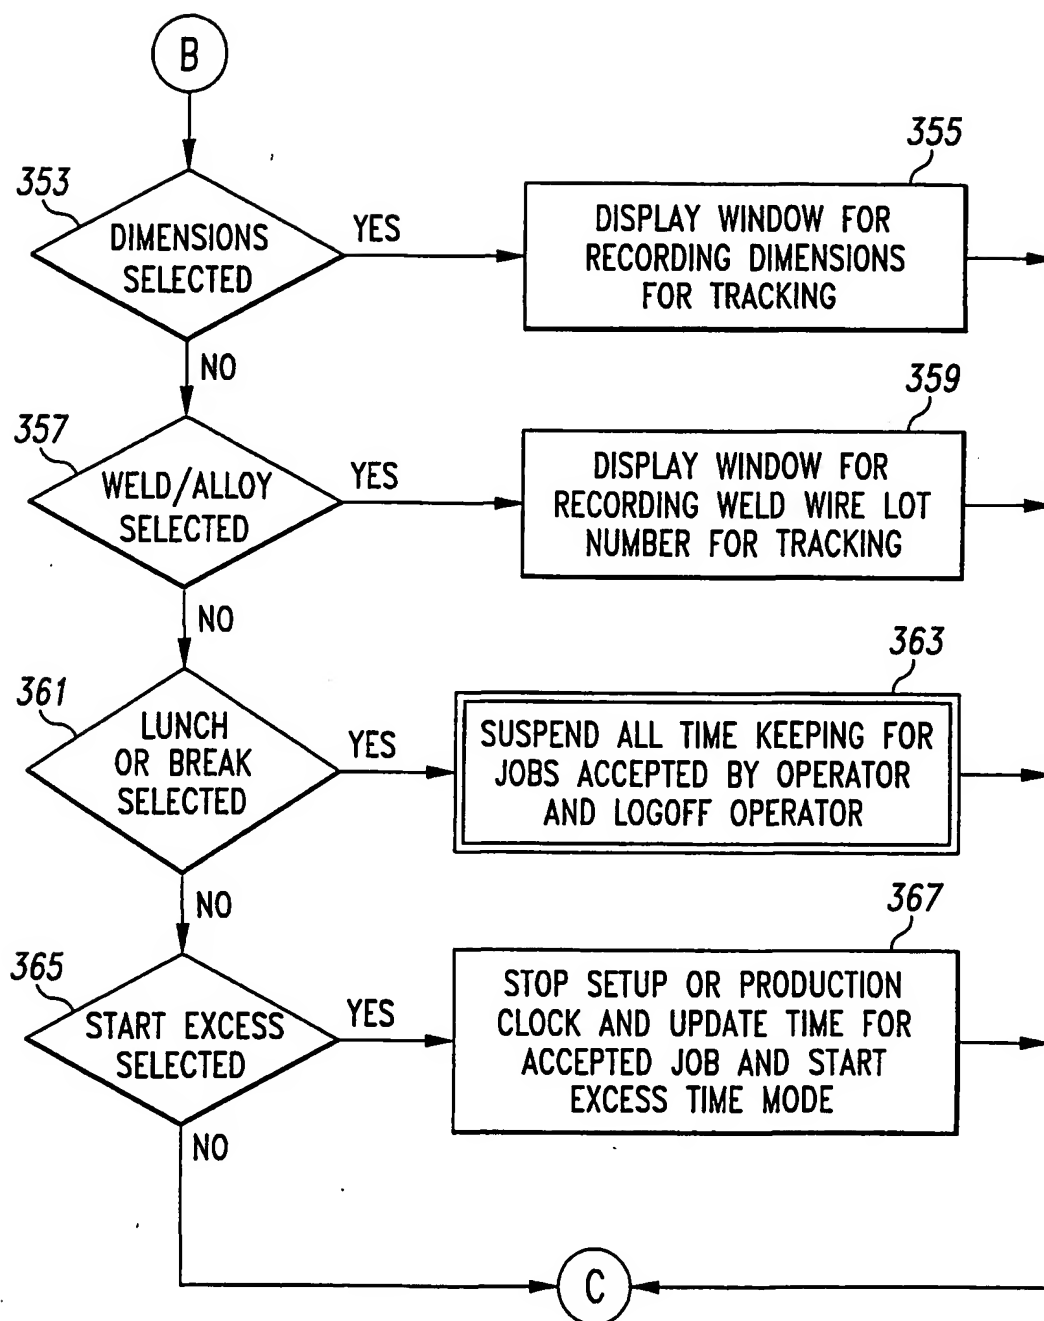 B
353
DIMENSIONS
SELECTED
YES
355
DISPLAY WINDOW FOR
RECORDING DIMENSIONS
FOR TRACKING
NO
357
WELD/ALLOY
SELECTED
YES
359
DISPLAY WINDOW FOR
RECORDING WELD WIRE LOT
NUMBER FOR TRACKING
NO
361
LUNCH
OR BREAK
SELECTED
YES
363
SUSPEND ALL TIME KEEPING FOR
JOBS ACCEPTED BY OPERATOR
AND LOGOFF OPERATOR
NO
365
START EXCESS
SELECTED
YES
367
STOP SETUP OR PRODUCTION
CLOCK AND UPDATE TIME FOR
ACCEPTED JOB AND START
EXCESS TIME MODE
NO
C